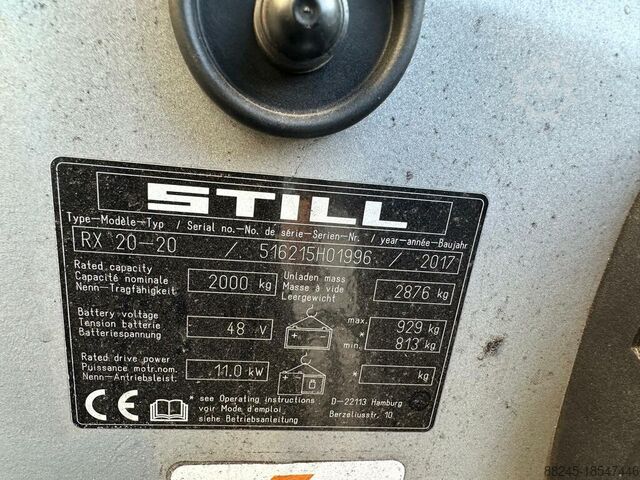 STILL
Type—Modèle—Typ / Serial no.—No. de série—Serien-Nr. / year—année—Baujahr
RX 20—20 / 516215H01996 / 2017
Rated capacity
Capacité nominale
Nenn—Tragfähigkeit
2000 kg
Unladen mass
Masse à vide
Leergewicht
2876 kg
Battery voltage
Tension batterie
Batteriespannung
48 V
max. 929 kg
*
min. 813 kg
Rated drive power
Puissance motr.nom.
Nenn—Antriebsleist.
11.0 kW
* - kg
CE
* see Operating instructions
voir Mode d'emploi
siehe Betriebsanleitung
D—22113 Hamburg
Berzeliusstr. 10
88245-18547446